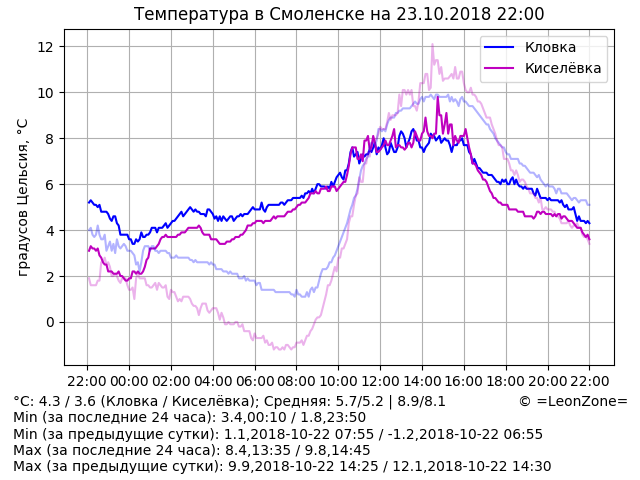 Температура в Смоленске на 23.10.2018 22:00
Кловка
Киселёвка
градусов Цельсия, °C
12
10
8
6
4
2
0
22:00 00:00 02:00 04:00 06:00 08:00 10:00 12:00 14:00 16:00 18:00 20:00 22:00
°C: 4.3 / 3.6 (Кловка / Киселёвка); Средняя: 5.7/5.2 | 8.9/8.1 © =LeonZone=
Min (за последние 24 часа): 3.4,00:10 / 1.8,23:50
Min (за предыдущие сутки): 1.1,2018-10-22 07:55 / -1.2,2018-10-22 06:55
Max (за последние 24 часа): 8.4,13:35 / 9.8,14:45
Max (за предыдущие сутки): 9.9,2018-10-22 14:25 / 12.1,2018-10-22 14:30